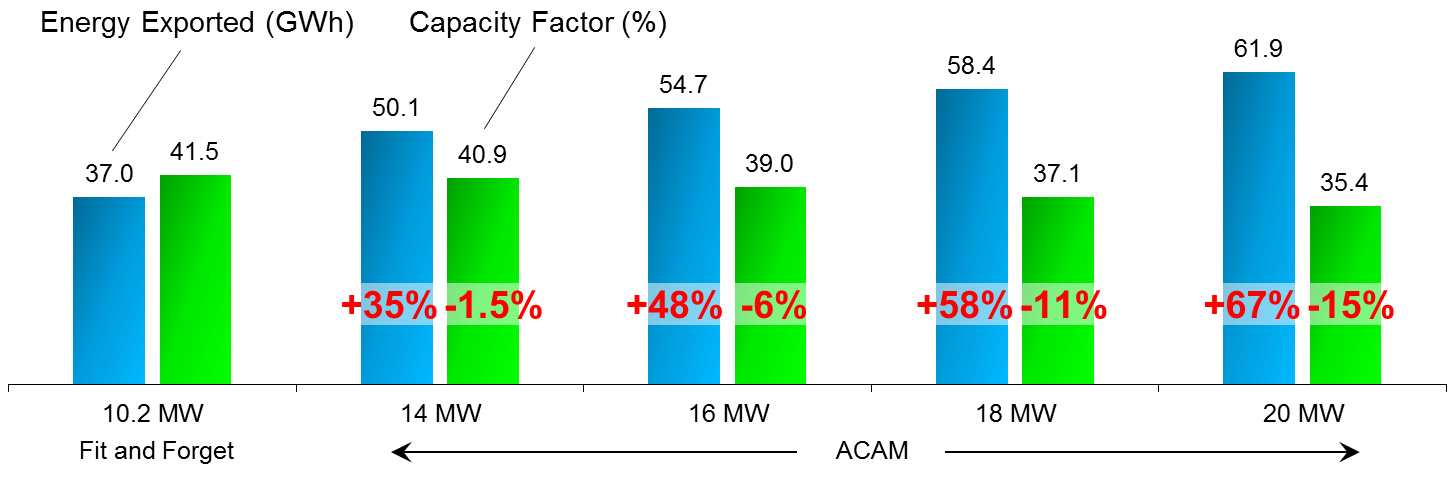 Energy Exported (GWh) Capacity Factor (%)
37.0 41.5 50.1 40.9 54.7 39.0 58.4 37.1 61.9 35.4
+35% -1.5% +48% -6% +58% -11% +67% -15%
10.2 MW 14 MW 16 MW 18 MW 20 MW
Fit and Forget ACAM